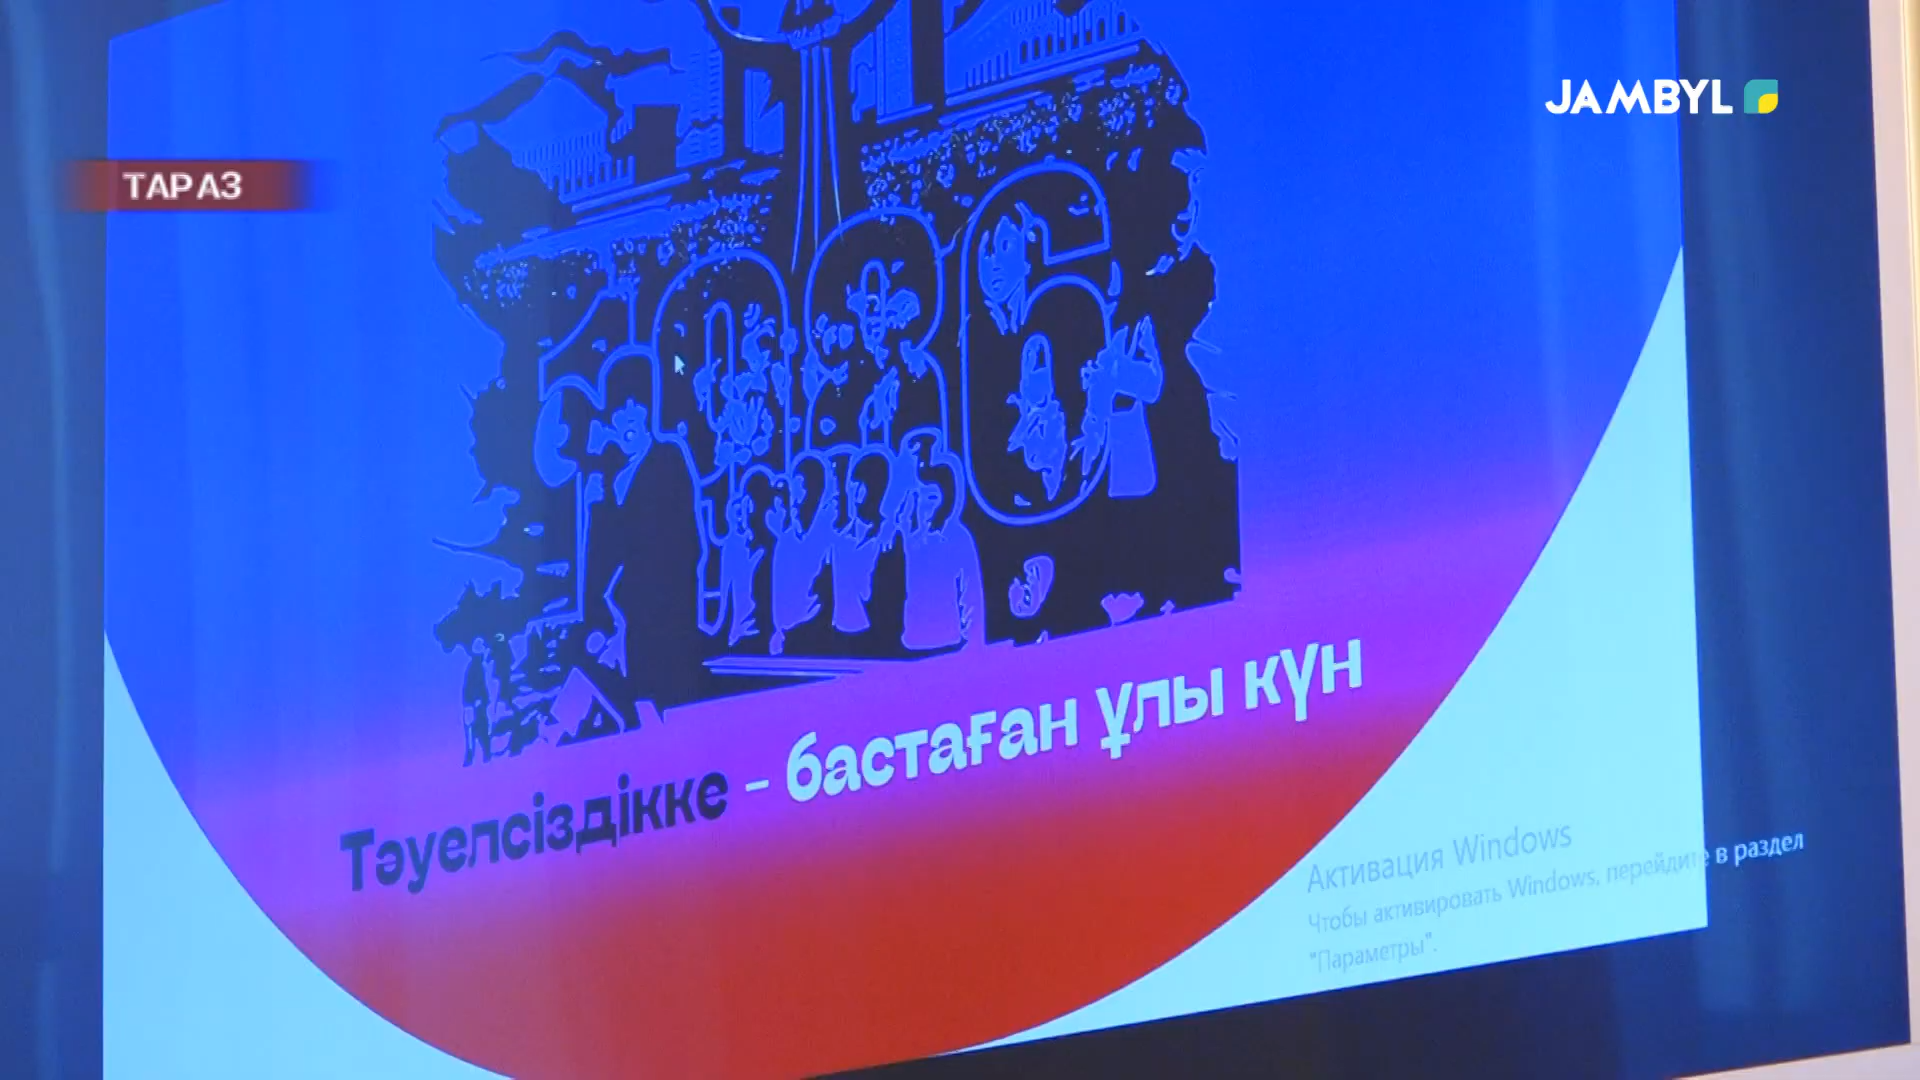 JAMBYL
ТАРАЗ
1986
Тәуелсіздікке - бастаған ұлы күн
Активация Windows
Чтобы активировать Windows, перейдите в раздел
"Параметры".